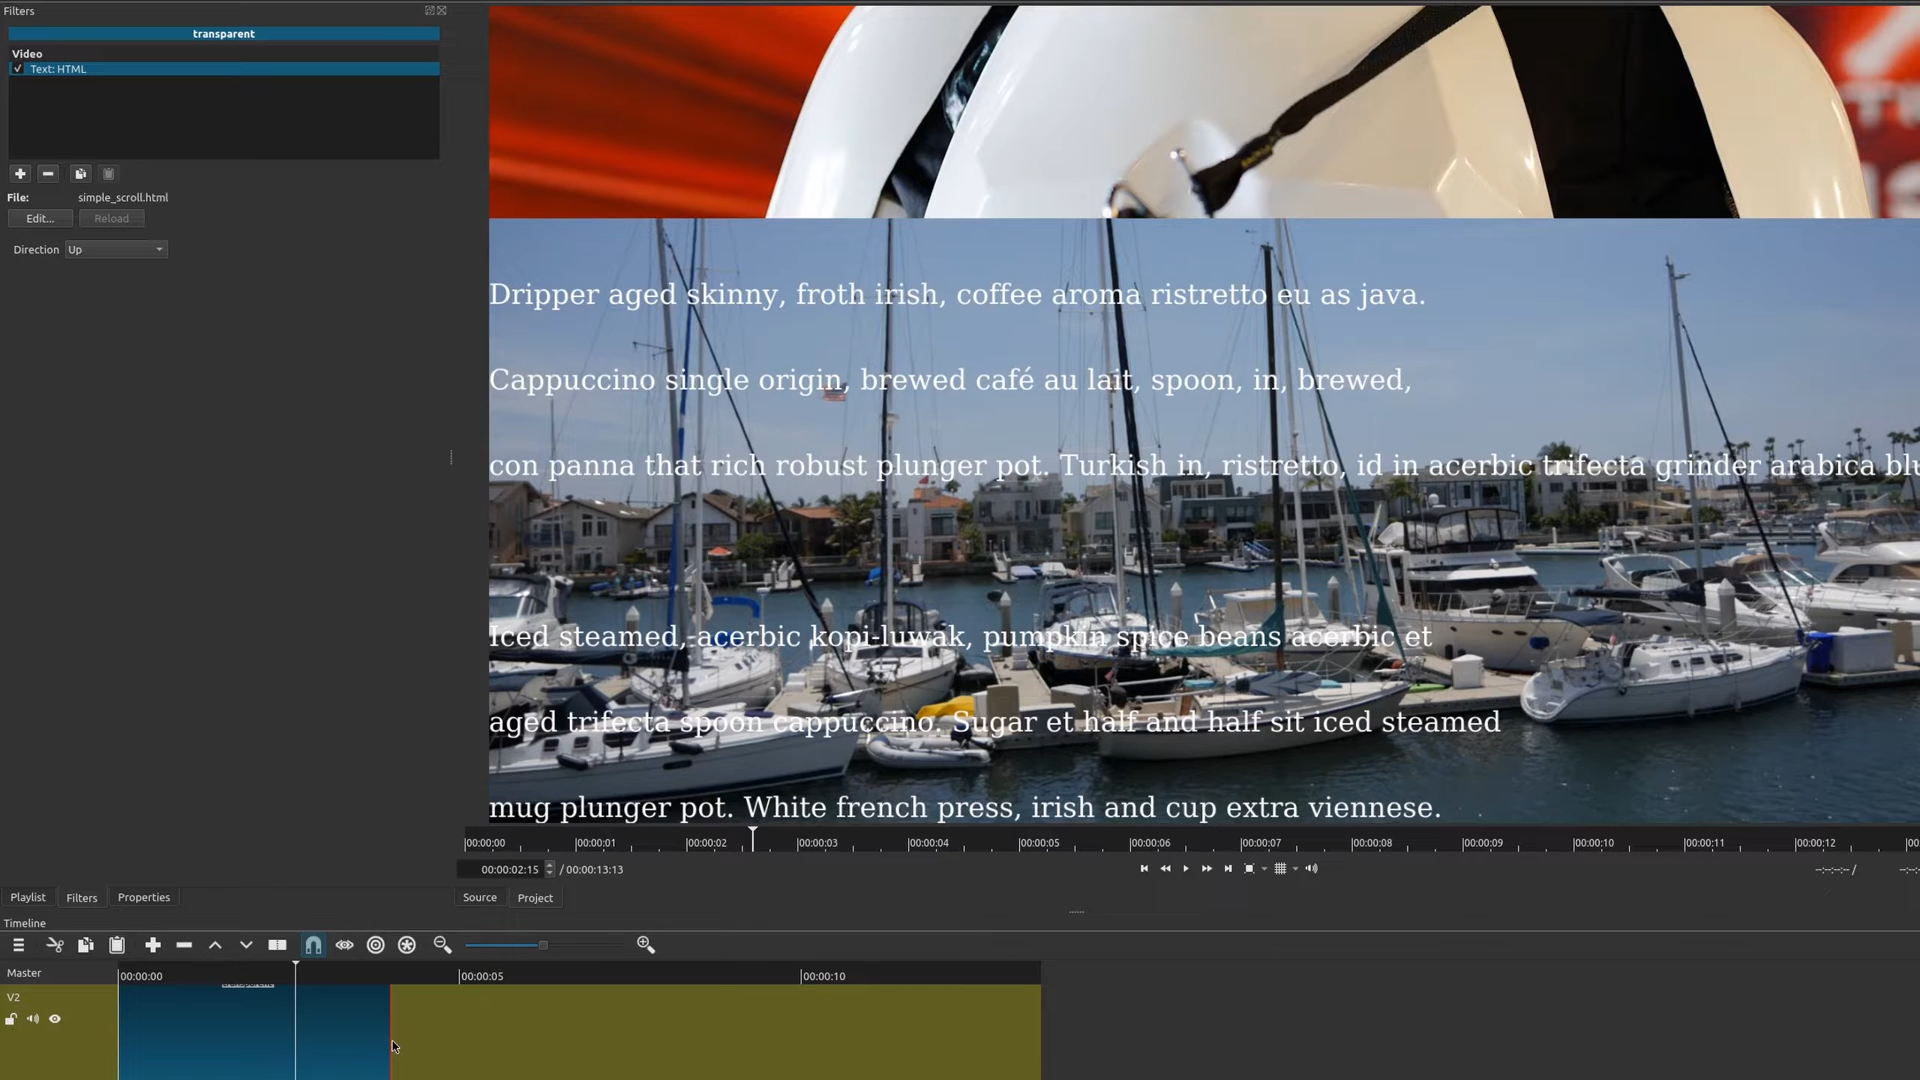 Filters
transparent
Video
✓ Text: HTML
File: simple_scroll.html
Edit... Reload
Direction Up
Dripper aged skinny, froth irish, coffee aroma ristretto eu as java.
Cappuccino single origin, brewed café au lait, spoon, in, brewed,
con panna that rich robust plunger pot. Turkish in, ristretto, id in acerbic trifecta grinder arabica blu
Iced steamed, acerbic kopi-luwak, pumpkin spice beans acerbic et
aged trifecta spoon cappuccino. Sugar et half and half sit iced steamed
mug plunger pot. White french press, irish and cup extra viennese.
00:00:00 00:00:01 00:00:02 00:00:03 00:00:04 00:00:05 00:00:06 00:00:07 00:00:08 00:00:09 00:00:10 00:00:11 00:00:12 00:
00:00:02:15 / 00:00:13:13 --:--:--:-- /
Playlist Filters Properties Source Project
Timeline
Master 00:00:00 00:00:05 00:00:10
V2